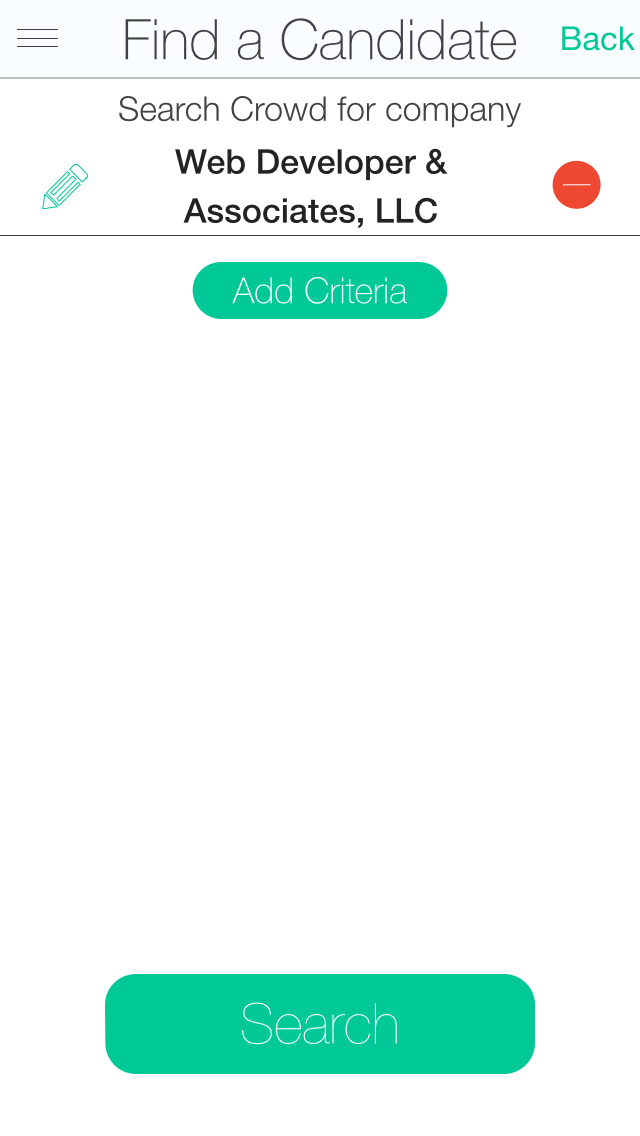 Find a Candidate
Back
Search Crowd for company
Web Developer &
Associates, LLC
Add Criteria
Search